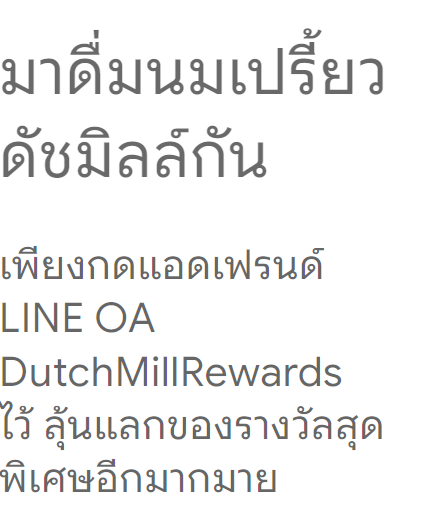 มาดื่มนมเปรี้ยว
ดัชมิลล์กัน
เพียงกดแอดเฟรนด์
LINE OA
DutchMillRewards
ไว้ ลุ้นแลกของรางวัลสุด
พิเศษอีกมากมาย